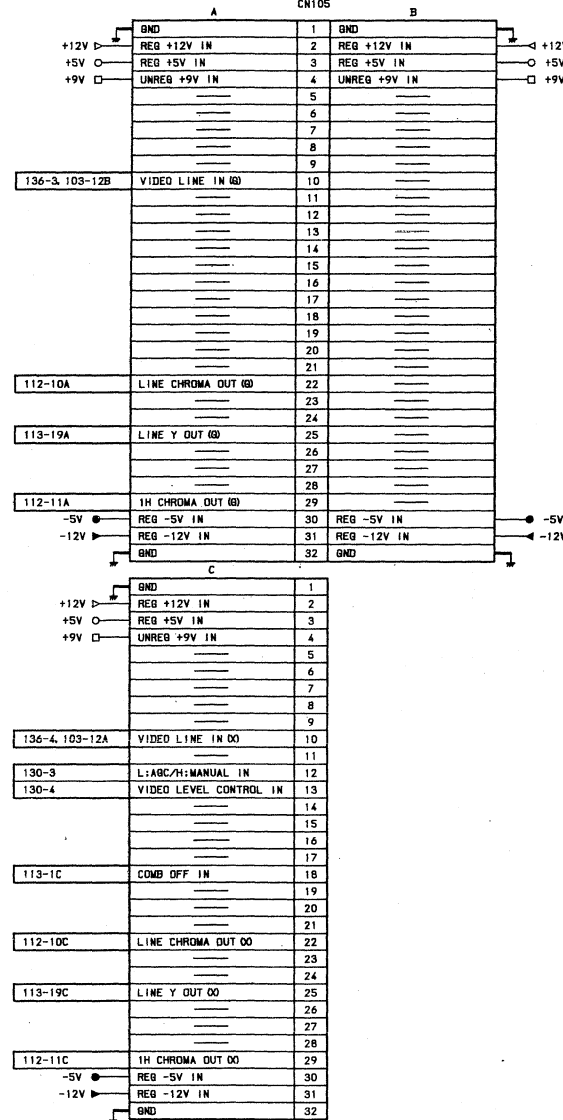 CN105
A B
GND 1 GND
+12V REG +12V IN 2 REG +12V IN +12V
+5V REG +5V IN 3 REG +5V IN +5V
+9V UNREG +9V IN 4 UNREG +9V IN +9V
5
6
7
8
9
136-3, 103-12B VIDEO LINE IN (G) 10
11
12
13
14
15
16
17
18
19
20
21
112-10A LINE CHROMA OUT (G) 22
23
24
113-19A LINE Y OUT (G) 25
26
27
28
112-11A 1H CHROMA OUT (G) 29
-5V REG -5V IN 30 REG -5V IN -5V
-12V REG -12V IN 31 REG -12V IN -12V
GND 32 GND
C
GND 1
+12V REG +12V IN 2
+5V REG +5V IN 3
+9V UNREG +9V IN 4
5
6
7
8
9
136-4, 103-12A VIDEO LINE IN (X) 10
11
130-3 L:AGC/H:MANUAL IN 12
130-4 VIDEO LEVEL CONTROL IN 13
14
15
16
17
113-1C COMB OFF IN 18
19
20
21
112-10C LINE CHROMA OUT (X) 22
23
24
113-19C LINE Y OUT (X) 25
26
27
28
112-11C 1H CHROMA OUT (X) 29
-5V REG -5V IN 30
-12V REG -12V IN 31
GND 32